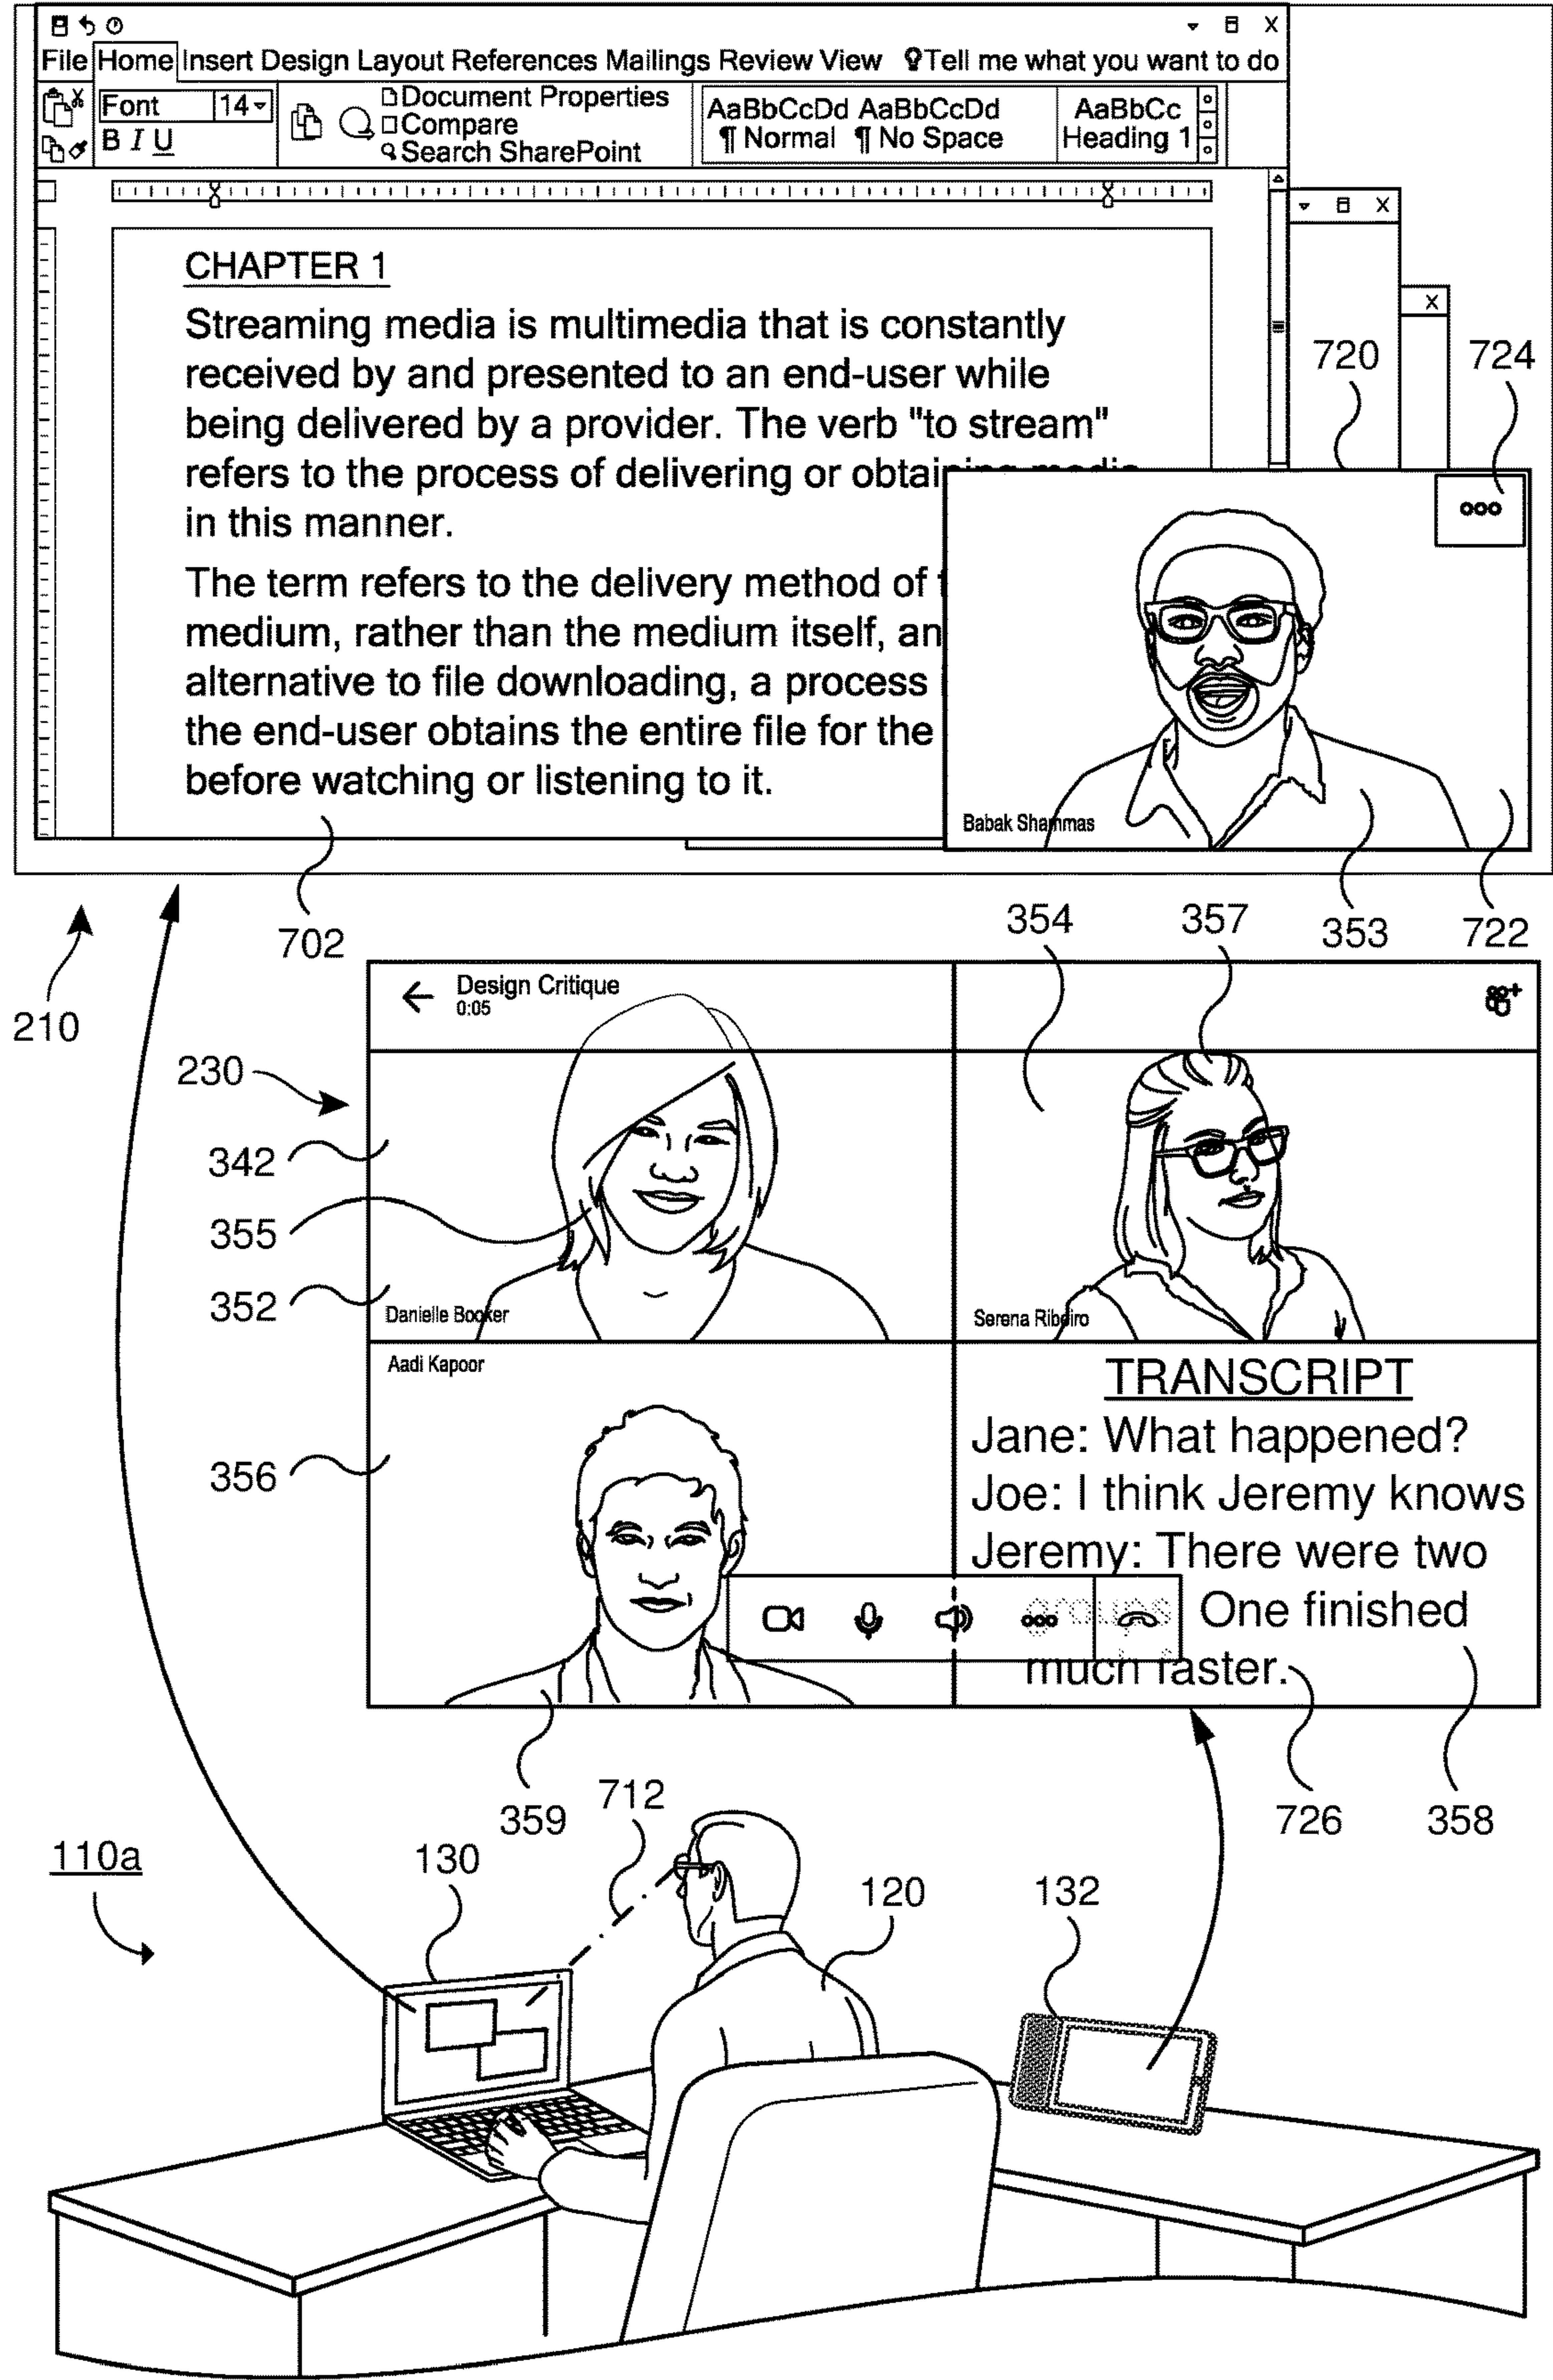 File Home Insert Design Layout References Mailings Review View Tell me what you want to do
Font 14
B I U
Document Properties
Compare
Search SharePoint
AaBbCcDd AaBbCcDd AaBbCc
¶ Normal ¶ No Space Heading 1
CHAPTER 1
Streaming media is multimedia that is constantly
received by and presented to an end-user while
being delivered by a provider. The verb "to stream"
refers to the process of delivering or obtaining media
in this manner.
The term refers to the delivery method of
medium, rather than the medium itself, an
alternative to file downloading, a process
the end-user obtains the entire file for the
before watching or listening to it.
720
724
Babak Shammas
702
353
722
210
354
357
Design Critique
0:05
230
342
355
352
Danielle Booker
Serena Ribeiro
Aadi Kapoor
356
TRANSCRIPT
Jane: What happened?
Joe: I think Jeremy knows
Jeremy: There were two
groups. One finished
much faster.
359
712
726
358
110a
130
120
132